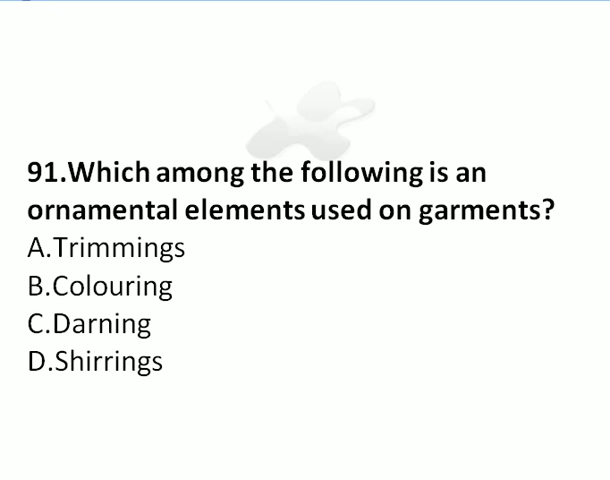 91.Which among the following is an
ornamental elements used on garments?
A.Trimmings
B.Colouring
C.Darning
D.Shirrings